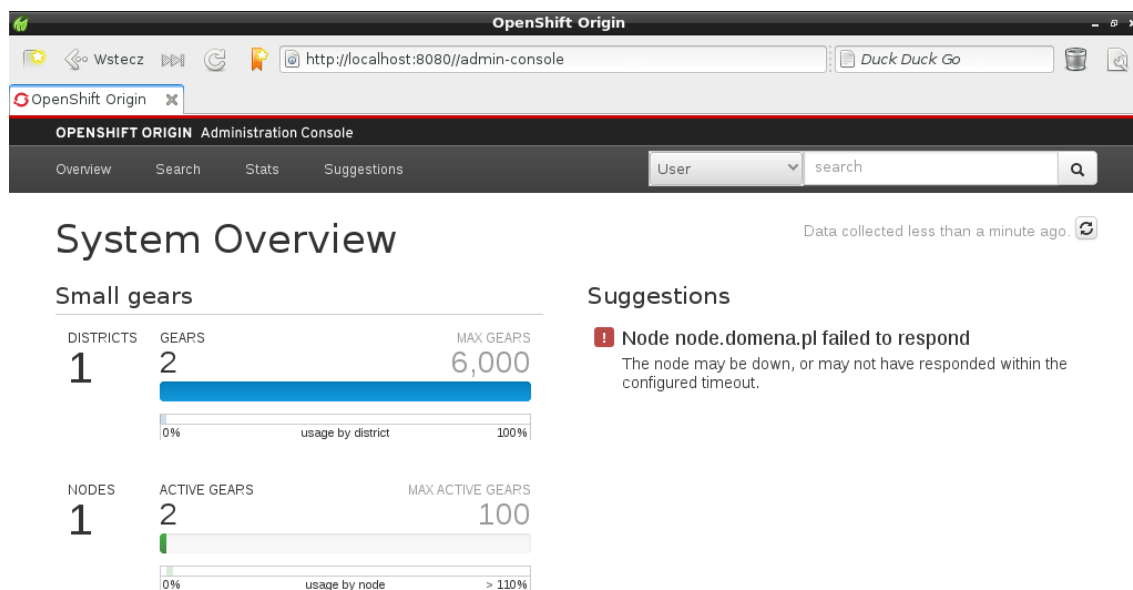 OpenShift Origin
Wstecz
http://localhost:8080//admin-console
Duck Duck Go
OpenShift Origin
OPENSHIFT ORIGIN Administration Console
Overview Search Stats Suggestions
User
search
System Overview
Data collected less than a minute ago.
Small gears
DISTRICTS GEARS MAX GEARS
1 2 6,000
0% usage by district 100%
NODES ACTIVE GEARS MAX ACTIVE GEARS
1 2 100
0% usage by node > 110%
Suggestions
! Node node.domena.pl failed to respond
The node may be down, or may not have responded within the
configured timeout.